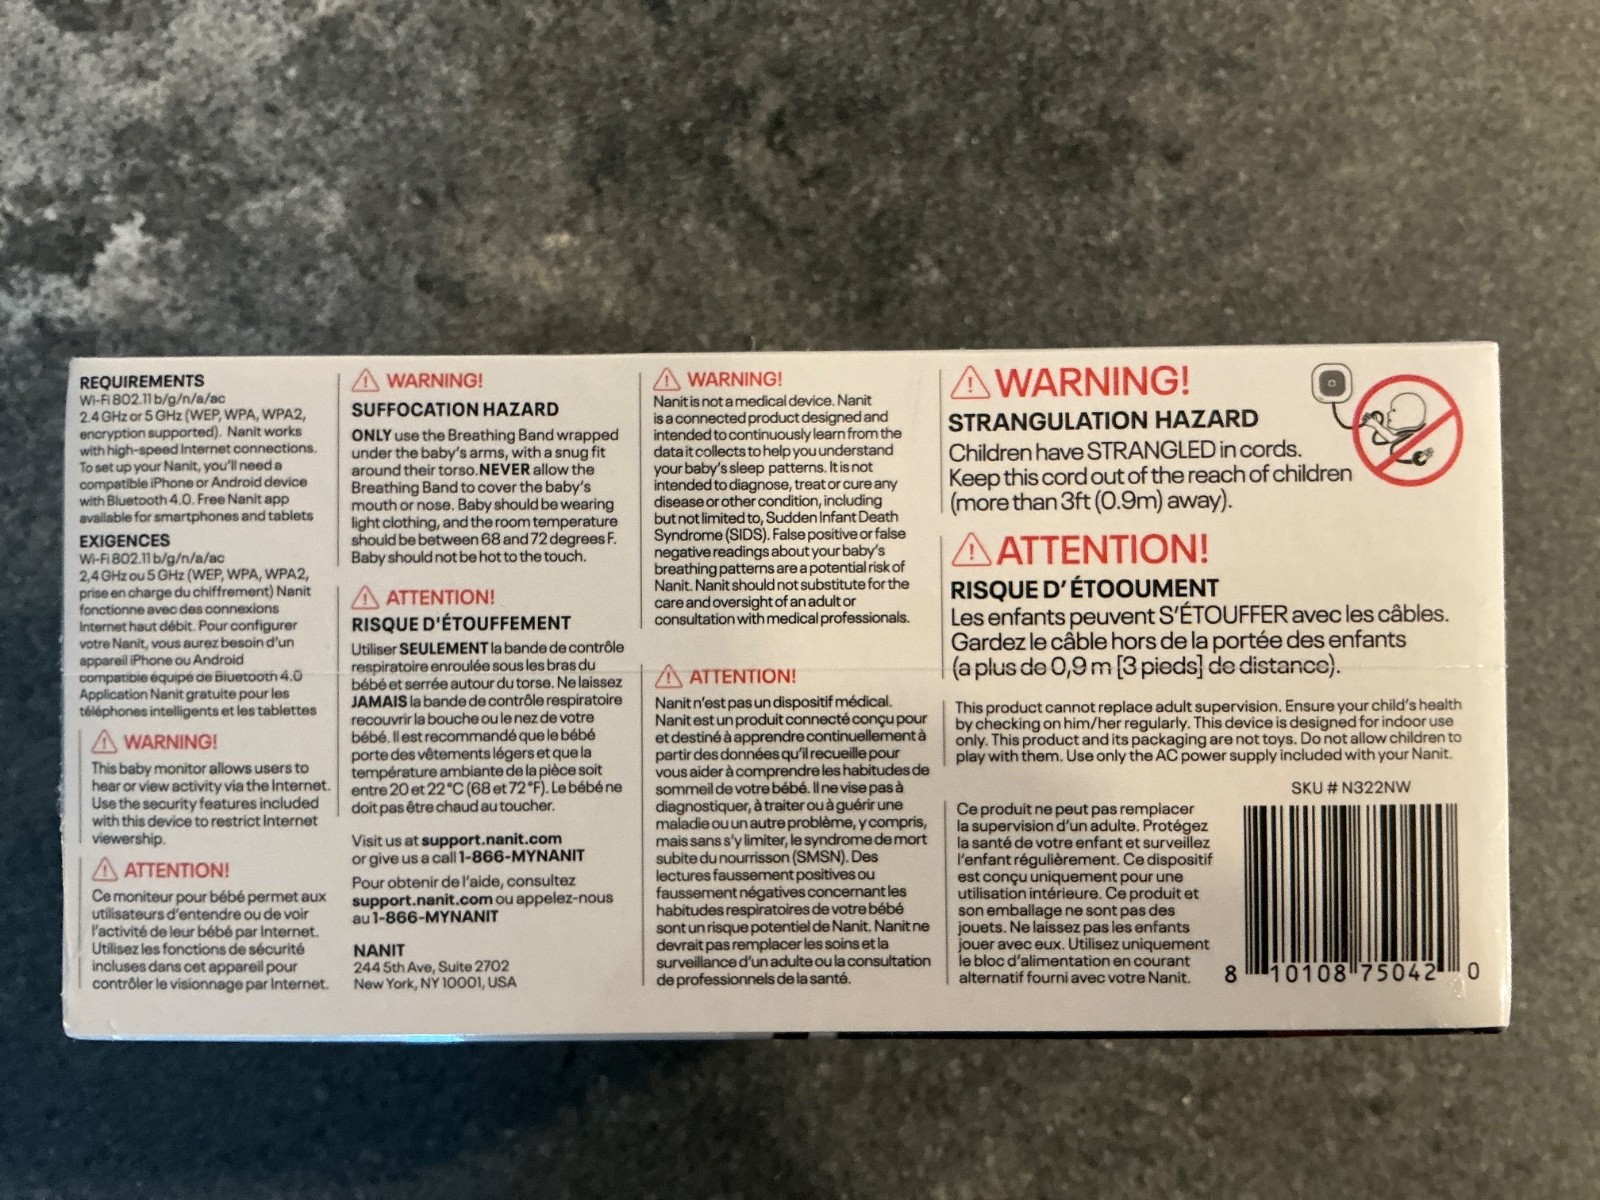 REQUIREMENTS
Wi-Fi 802.11 b/g/n/a/ac
2.4 GHz or 5 GHz (WEP, WPA, WPA2,
encryption supported). Nanit works
with high-speed Internet connections.
To set up your Nanit, you'll need a
compatible iPhone or Android device
with Bluetooth 4.0. Free Nanit app
available for smartphones and tablets
EXIGENCES
Wi-Fi 802.11 b/g/n/a/ac
2,4 GHz ou 5 GHz (WEP, WPA, WPA2,
prise en charge du chiffrement) Nanit
fonctionne avec des connexions
Internet haut débit. Pour configurer
votre Nanit, vous aurez besoin d'un
appareil iPhone ou Android
compatible équipé de Bluetooth 4.0
Application Nanit gratuite pour les
téléphones intelligents et les tablettes
WARNING!
This baby monitor allows users to
hear or view activity via the Internet.
Use the security features included
with this device to restrict Internet
viewership.
ATTENTION!
Ce moniteur pour bébé permet aux
utilisateurs d'entendre ou de voir
l'activité de leur bébé par Internet.
Utilisez les fonctions de sécurité
incluses dans cet appareil pour
contrôler le visionnage par Internet.
WARNING!
SUFFOCATION HAZARD
ONLY use the Breathing Band wrapped
under the baby's arms, with a snug fit
around their torso. NEVER allow the
Breathing Band to cover the baby's
mouth or nose. Baby should be wearing
light clothing, and the room temperature
should be between 68 and 72 degrees F.
Baby should not be hot to the touch.
ATTENTION!
RISQUE D'ÉTOUFFEMENT
Utiliser SEULEMENT la bande de contrôle
respiratoire enroulée sous les bras du
bébé et serrée autour du torse. Ne laissez
JAMAIS la bande de contrôle respiratoire
recouvrir la bouche ou le nez de votre
bébé. Il est recommandé que le bébé
porte des vêtements légers et que la
température ambiante de la pièce soit
entre 20 et 22 °C (68 et 72 °F). Le bébé ne
doit pas être chaud au toucher.
Visit us at support.nanit.com
or give us a call 1-866-MYNANIT
Pour obtenir de l'aide, consultez
support.nanit.com ou appelez-nous
au 1-866-MYNANIT
NANIT
244 5th Ave, Suite 2702
New York, NY 10001, USA
WARNING!
Nanit is not a medical device. Nanit
is a connected product designed and
intended to continuously learn from the
data it collects to help you understand
your baby's sleep patterns. It is not
intended to diagnose, treat or cure any
disease or other condition, including
but not limited to, Sudden Infant Death
Syndrome (SIDS). False positive or false
negative readings about your baby's
breathing patterns are a potential risk of
Nanit. Nanit should not substitute for the
care and oversight of an adult or
consultation with medical professionals.
ATTENTION!
Nanit n'est pas un dispositif médical.
Nanit est un produit connecté conçu pour
et destiné à apprendre continuellement à
partir des données qu'il recueille pour
vous aider à comprendre les habitudes de
sommeil de votre bébé. Il ne vise pas à
diagnostiquer, à traiter ou à guérir une
maladie ou un autre problème, y compris,
mais sans s'y limiter, le syndrome de mort
subite du nourrisson (SMSN). Des
lectures faussement positives ou
faussement négatives concernant les
habitudes respiratoires de votre bébé
sont un risque potentiel de Nanit. Nanit ne
devrait pas remplacer les soins et la
surveillance d'un adulte ou la consultation
de professionnels de la santé.
WARNING!
STRANGULATION HAZARD
Children have STRANGLED in cords.
Keep this cord out of the reach of children
(more than 3ft (0.9m) away).
ATTENTION!
RISQUE D' ÉTOOUMENT
Les enfants peuvent S'ÉTOUFFER avec les câbles.
Gardez le câble hors de la portée des enfants
(a plus de 0,9 m [3 pieds] de distance).
This product cannot replace adult supervision. Ensure your child's health
by checking on him/her regularly. This device is designed for indoor use
only. This product and its packaging are not toys. Do not allow children to
play with them. Use only the AC power supply included with your Nanit.
Ce produit ne peut pas remplacer
la supervision d'un adulte. Protégez
la santé de votre enfant et surveillez
l'enfant régulièrement. Ce dispositif
est conçu uniquement pour une
utilisation intérieure. Ce produit et
son emballage ne sont pas des
jouets. Ne laissez pas les enfants
jouer avec eux. Utilisez uniquement
le bloc d'alimentation en courant
alternatif fourni avec votre Nanit.
SKU # N322NW
8 10108 75042 0